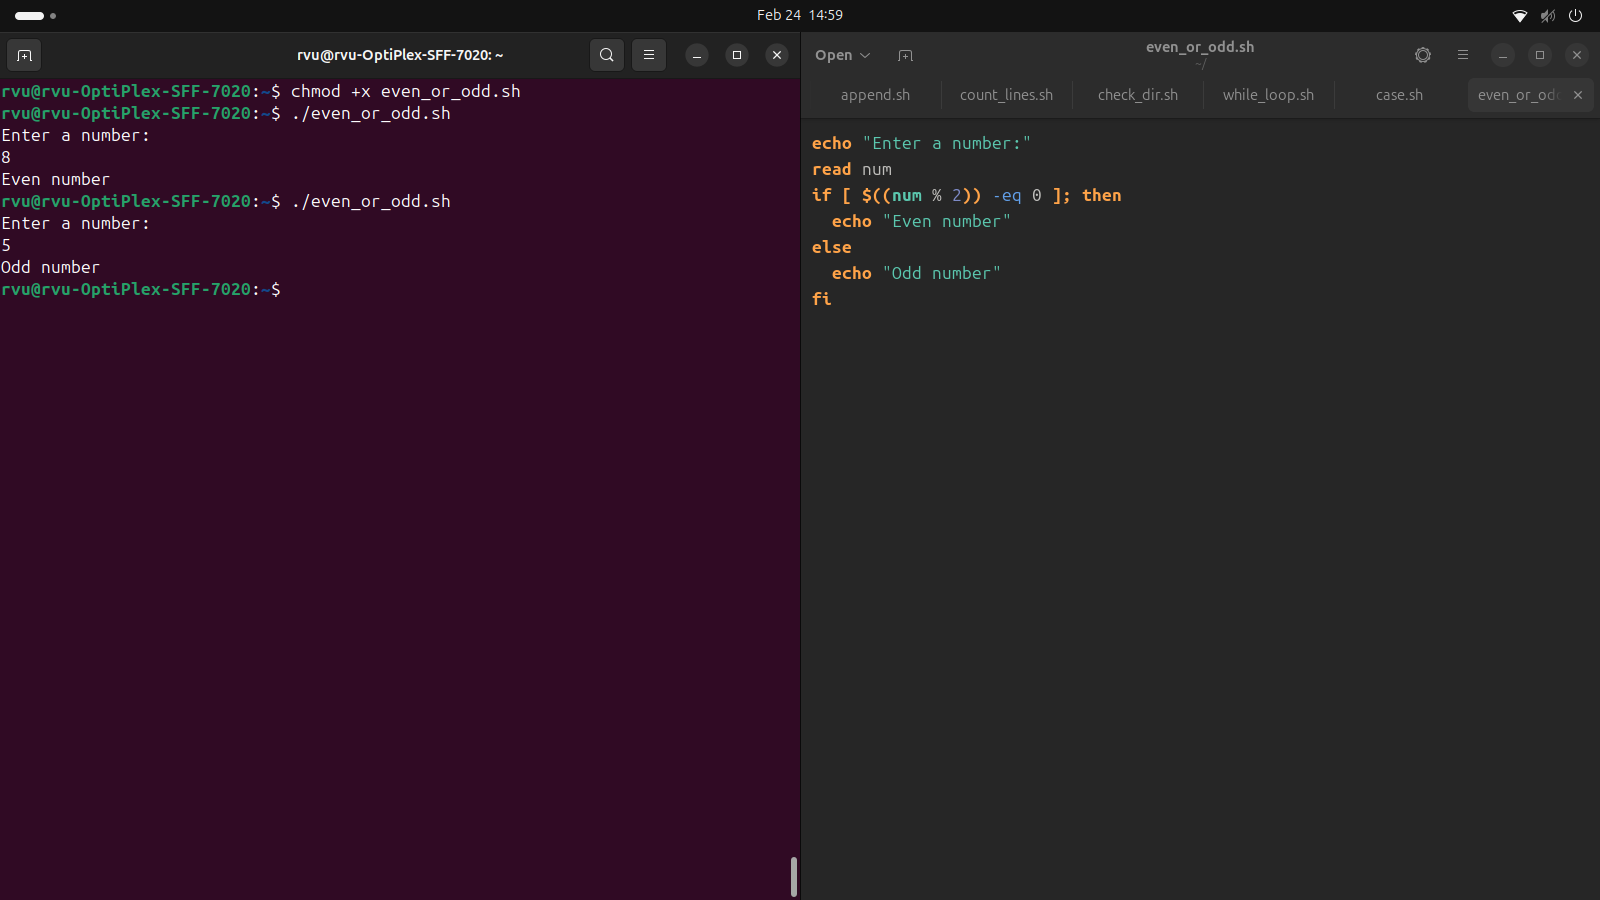 Feb 24 14:59
rvu@rvu-OptiPlex-SFF-7020: ~
rvu@rvu-OptiPlex-SFF-7020:~$ chmod +x even_or_odd.sh
rvu@rvu-OptiPlex-SFF-7020:~$ ./even_or_odd.sh
Enter a number:
8
Even number
rvu@rvu-OptiPlex-SFF-7020:~$ ./even_or_odd.sh
Enter a number:
5
Odd number
rvu@rvu-OptiPlex-SFF-7020:~$
Open
even_or_odd.sh
~/
append.sh count_lines.sh check_dir.sh while_loop.sh case.sh even_or_od
echo "Enter a number:"
read num
if [ $((num % 2)) -eq 0 ]; then
  echo "Even number"
else
  echo "Odd number"
fi